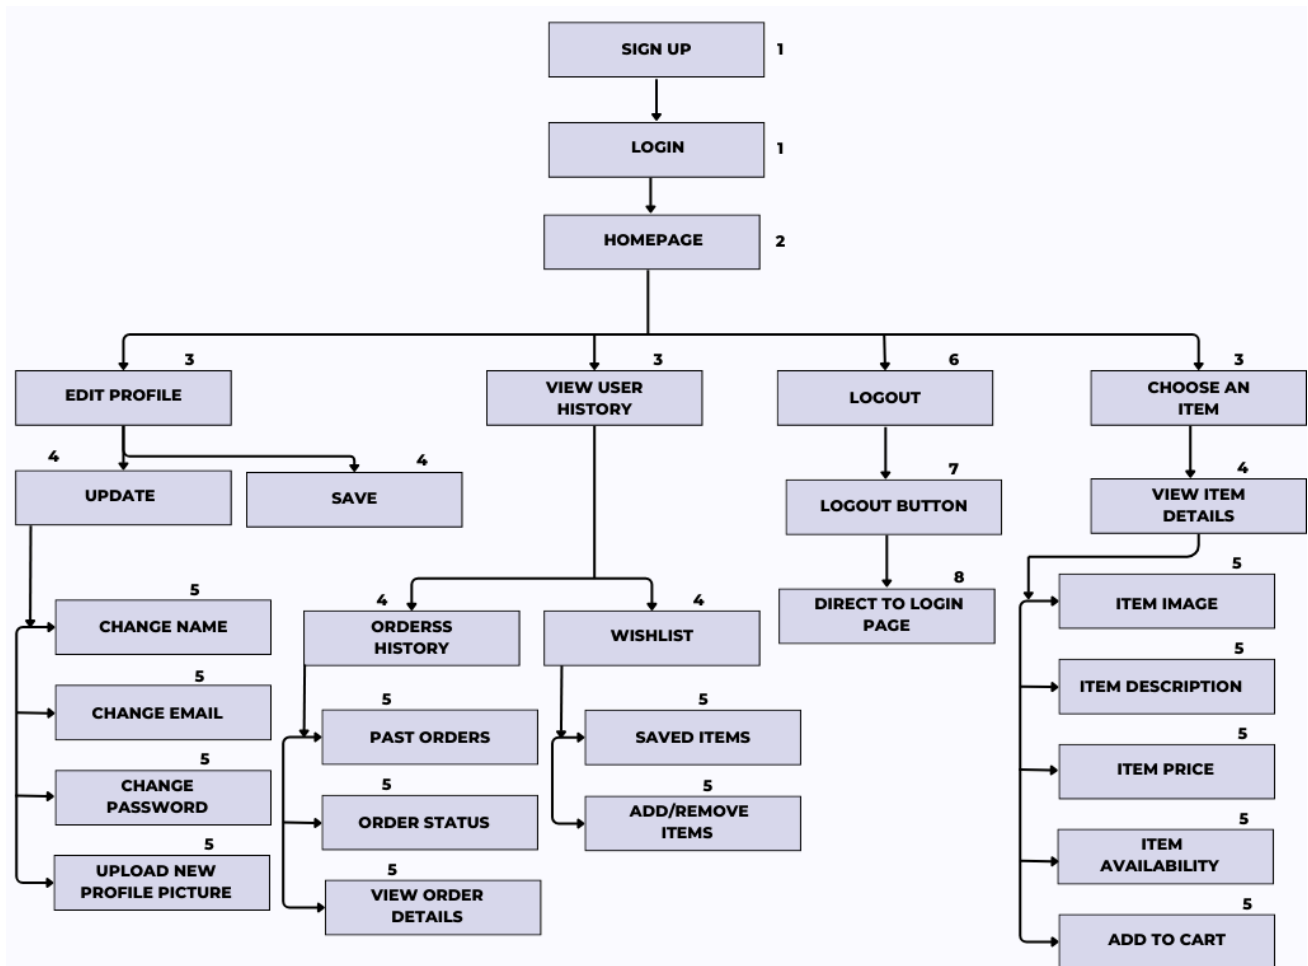 SIGN UP
1
LOGIN
1
HOMEPAGE
2
3
EDIT PROFILE
3
VIEW USER
HISTORY
6
LOGOUT
3
CHOOSE AN
ITEM
4
UPDATE
4
SAVE
7
LOGOUT BUTTON
4
VIEW ITEM
DETAILS
8
DIRECT TO LOGIN
PAGE
5
CHANGE NAME
5
CHANGE EMAIL
5
CHANGE
PASSWORD
5
UPLOAD NEW
PROFILE PICTURE
4
ORDERSS
HISTORY
5
PAST ORDERS
5
ORDER STATUS
5
VIEW ORDER
DETAILS
4
WISHLIST
5
SAVED ITEMS
5
ADD/REMOVE
ITEMS
5
ITEM IMAGE
5
ITEM DESCRIPTION
5
ITEM PRICE
5
ITEM
AVAILABILITY
5
ADD TO CART